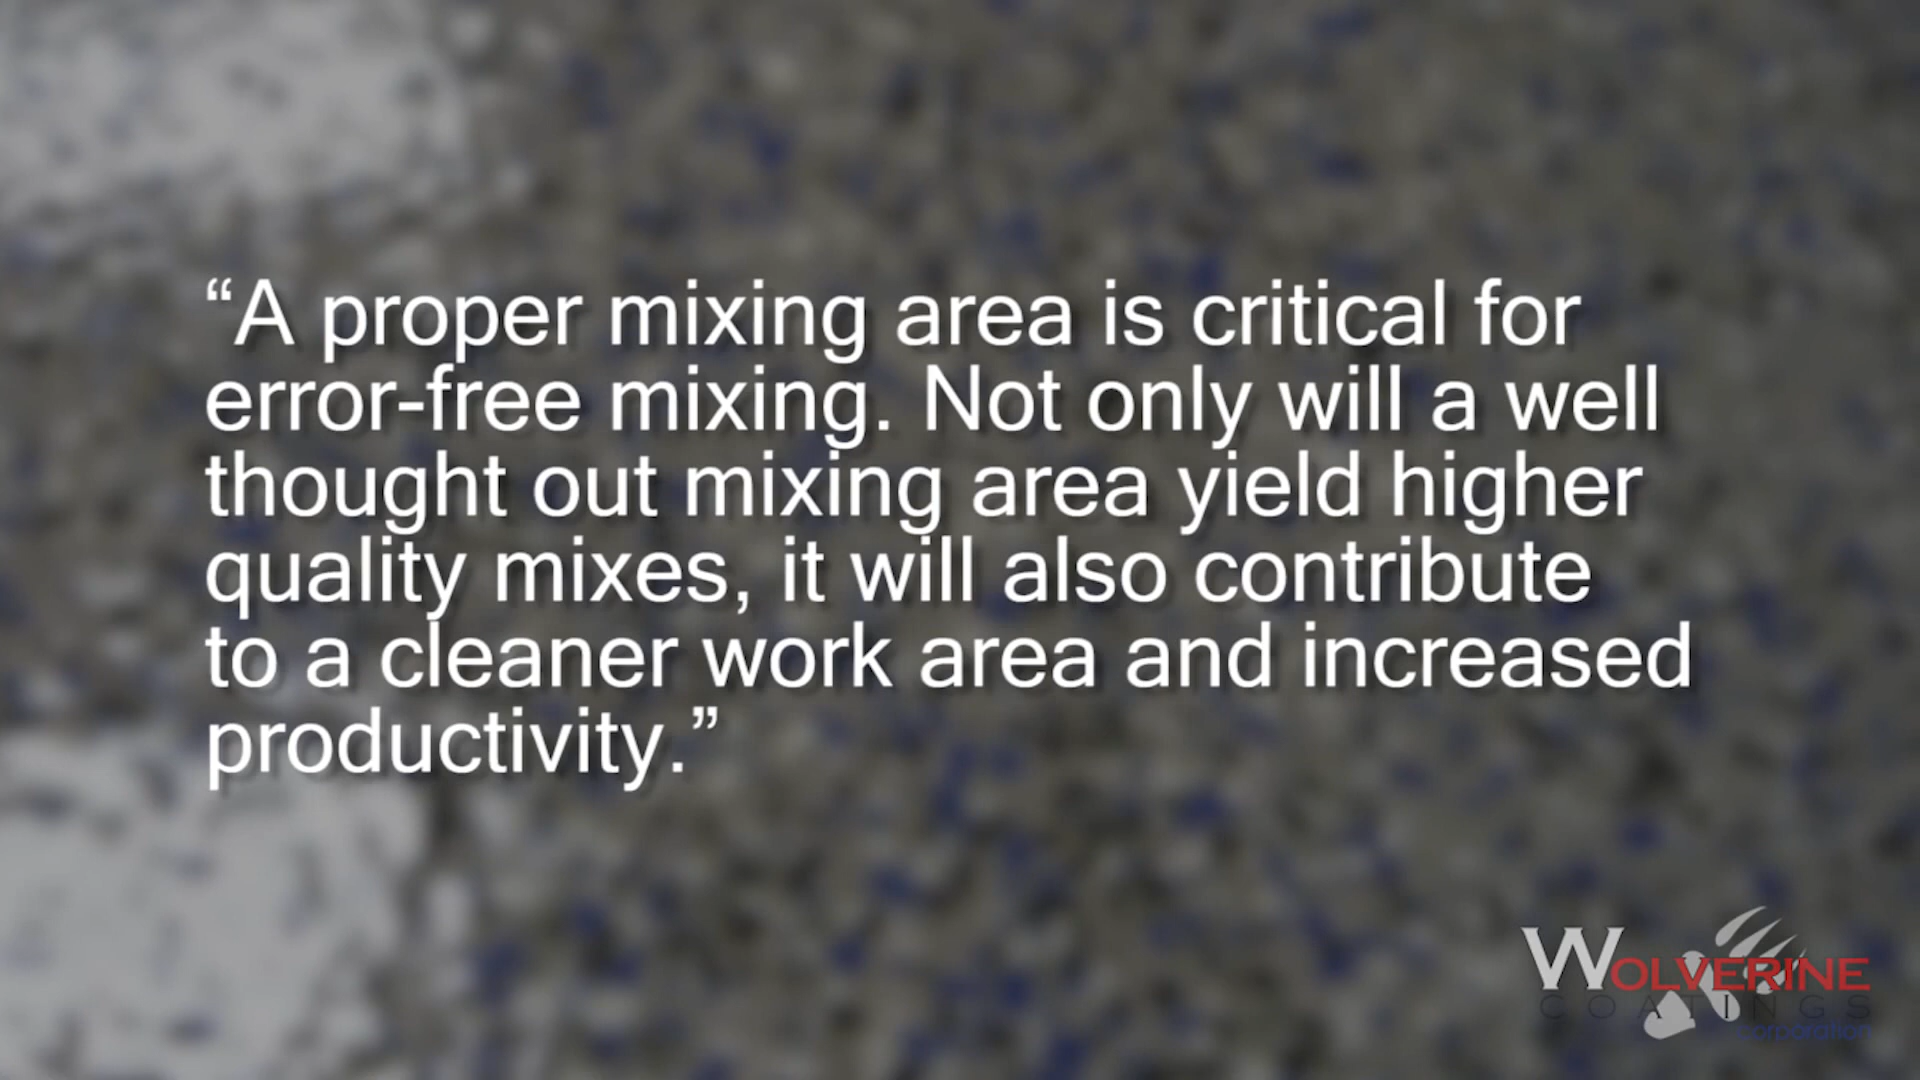 “A proper mixing area is critical for
error-free mixing. Not only will a well
thought out mixing area yield higher
quality mixes, it will also contribute
to a cleaner work area and increased
productivity.”
WOLVERINE
COATINGS
corporation